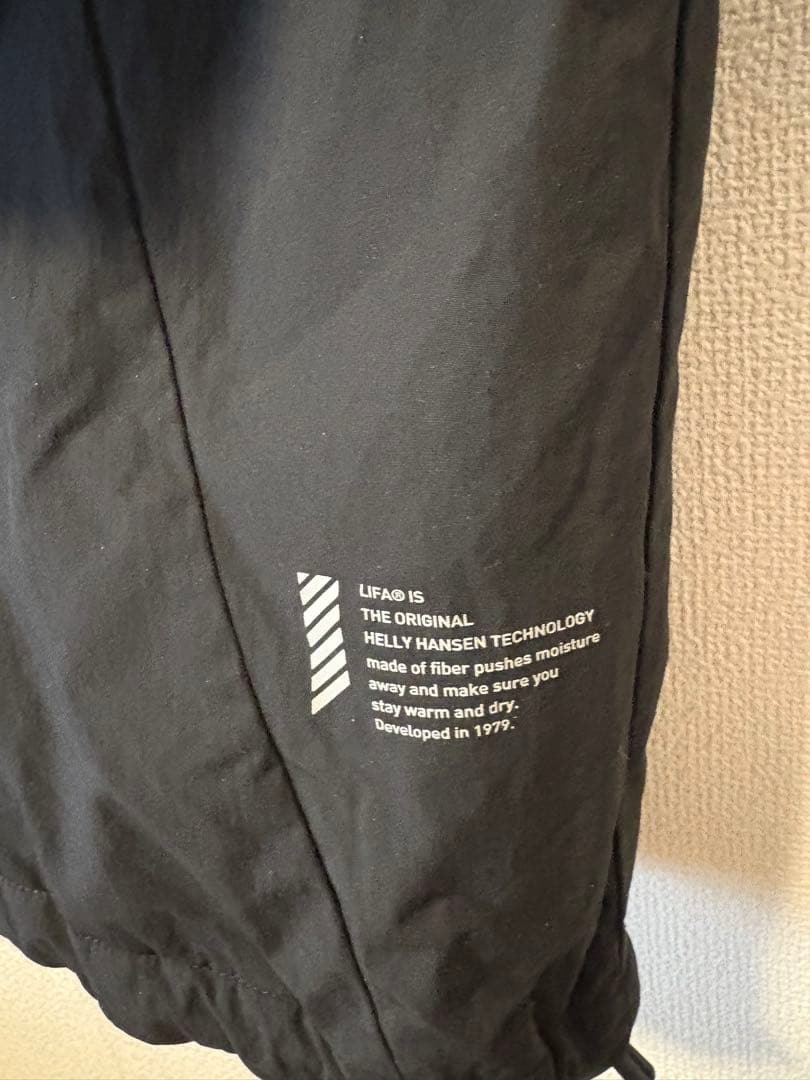 LIFA® IS
THE ORIGINAL
HELLY HANSEN TECHNOLOGY
made of fiber pushes moisture
away and make sure you
stay warm and dry.
Developed in 1979.